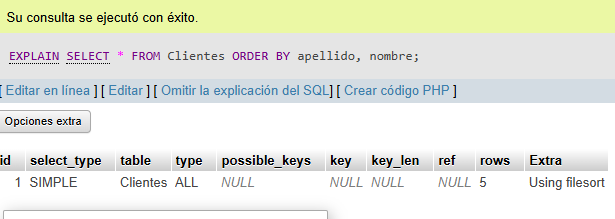 Su consulta se ejecutó con éxito.
EXPLAIN SELECT * FROM Clientes ORDER BY apellido, nombre;
[ Editar en línea ] [ Editar ] [ Omitir la explicación del SQL] [ Crear código PHP ]
Opciones extra
id select_type table type possible_keys key key_len ref rows Extra
1 SIMPLE Clientes ALL NULL NULL NULL NULL 5 Using filesort